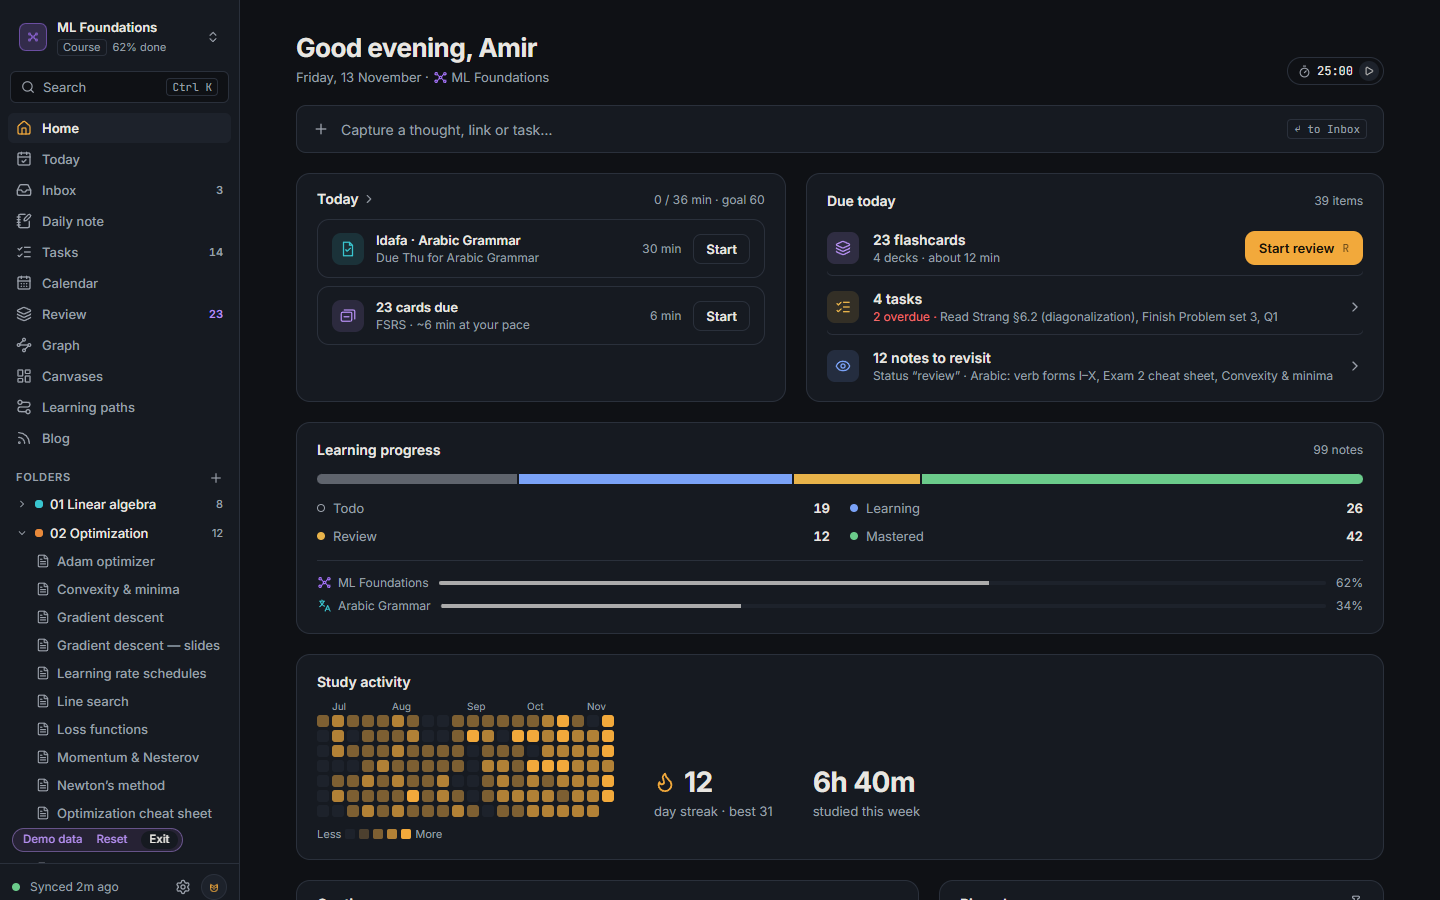 ML Foundations
Course 62% done
Search Ctrl K
Home
Today
Inbox 3
Daily note
Tasks 14
Calendar
Review 23
Graph
Canvases
Learning paths
Blog
FOLDERS
01 Linear algebra 8
02 Optimization 12
Adam optimizer
Convexity & minima
Gradient descent
Gradient descent — slides
Learning rate schedules
Line search
Loss functions
Momentum & Nesterov
Newton's method
Optimization cheat sheet
Demo data Reset Exit
Synced 2m ago
Good evening, Amir
Friday, 13 November · ML Foundations
25:00
Capture a thought, link or task...
↵ to Inbox
Today 0 / 36 min · goal 60
Idafa · Arabic Grammar
Due Thu for Arabic Grammar
30 min Start
23 cards due
FSRS · ~6 min at your pace
6 min Start
Due today 39 items
23 flashcards
4 decks · about 12 min
Start review R
4 tasks
2 overdue · Read Strang §6.2 (diagonalization), Finish Problem set 3, Q1
12 notes to revisit
Status “review” · Arabic: verb forms I–X, Exam 2 cheat sheet, Convexity & minima
Learning progress 99 notes
Todo 19
Learning 26
Review 12
Mastered 42
ML Foundations 62%
Arabic Grammar 34%
Study activity
Jul Aug Sep Oct Nov
Less More
12
day streak · best 31
6h 40m
studied this week